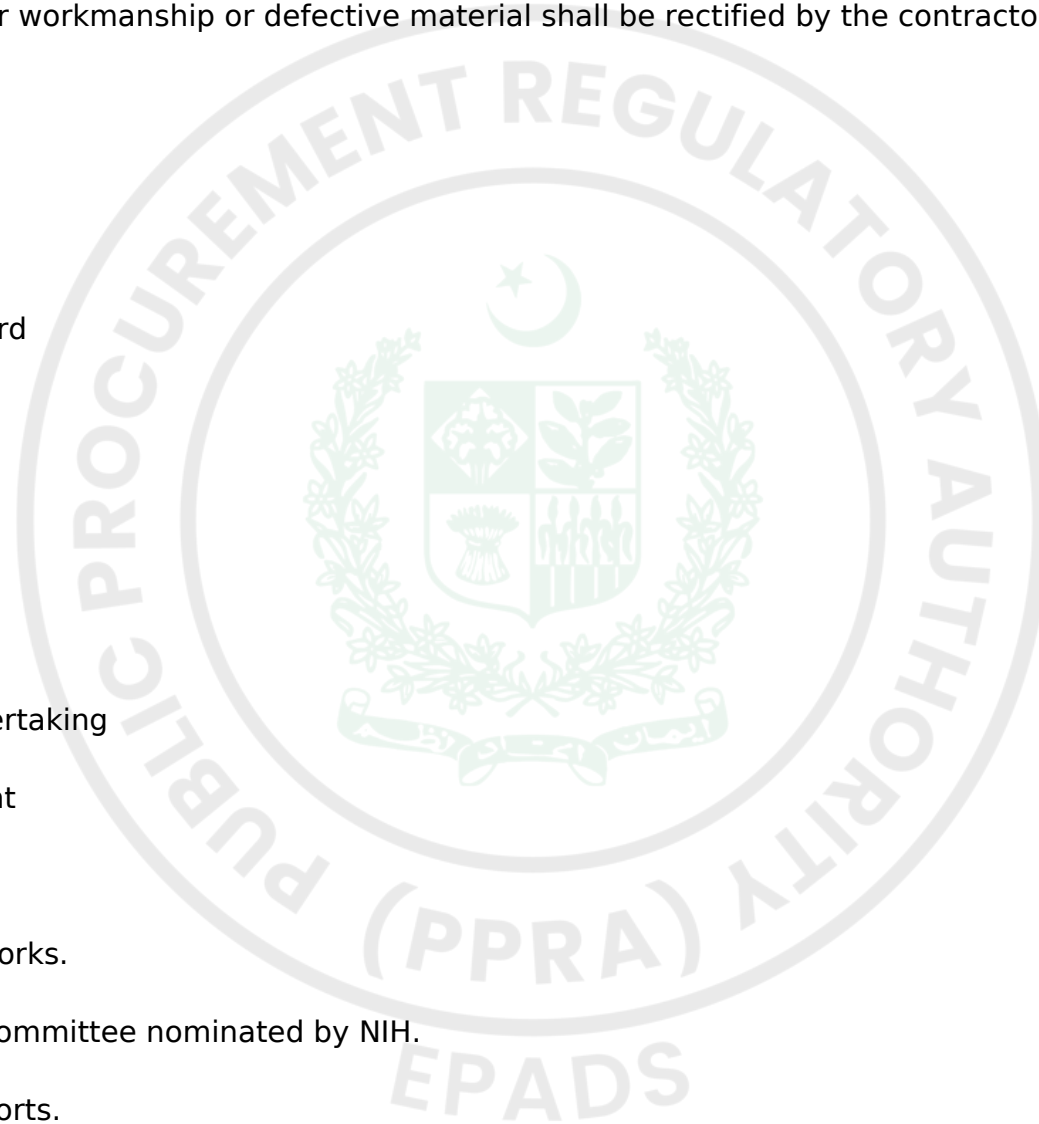 r workmanship or defective material shall be rectified by the contracto
rd
ertaking
nt
orks.
ommittee nominated by NIH.
orts.
PUBLIC PROCUREMENT REGULATORY AUTHORITY
(PPRA)
EPADS